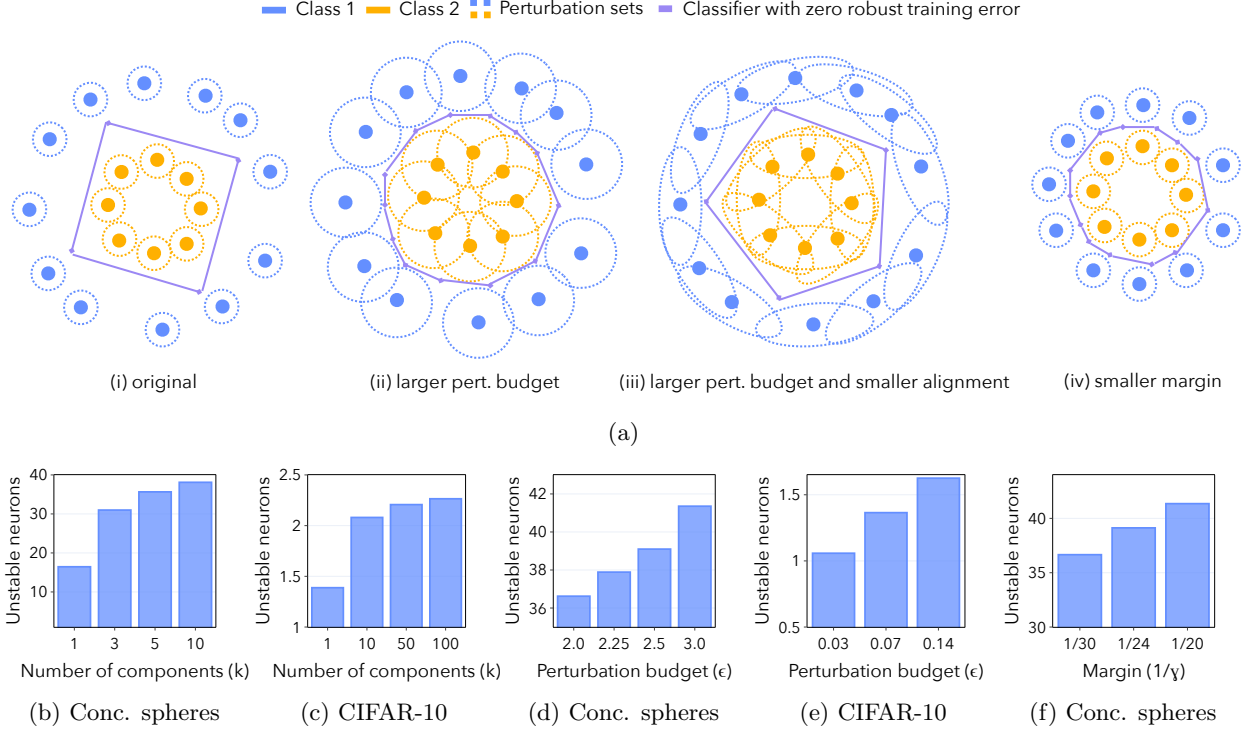 Class 1 Class 2 Perturbation sets Classifier with zero robust training error
(i) original (ii) larger pert. budget (iii) larger pert. budget and smaller alignment (iv) smaller margin
(a)
Unstable neurons
40
30
20
10
1 3 5 10
Number of components (k)
(b) Conc. spheres
Unstable neurons
2.5
2
1.5
1
1 10 50 100
Number of components (k)
(c) CIFAR-10
Unstable neurons
42
40
38
36
2.0 2.25 2.5 3.0
Perturbation budget (ϵ)
(d) Conc. spheres
Unstable neurons
1.5
1
0.5
0.03 0.07 0.14
Perturbation budget (ϵ)
(e) CIFAR-10
Unstable neurons
40
35
30
1/30 1/24 1/20
Margin (1/γ)
(f) Conc. spheres